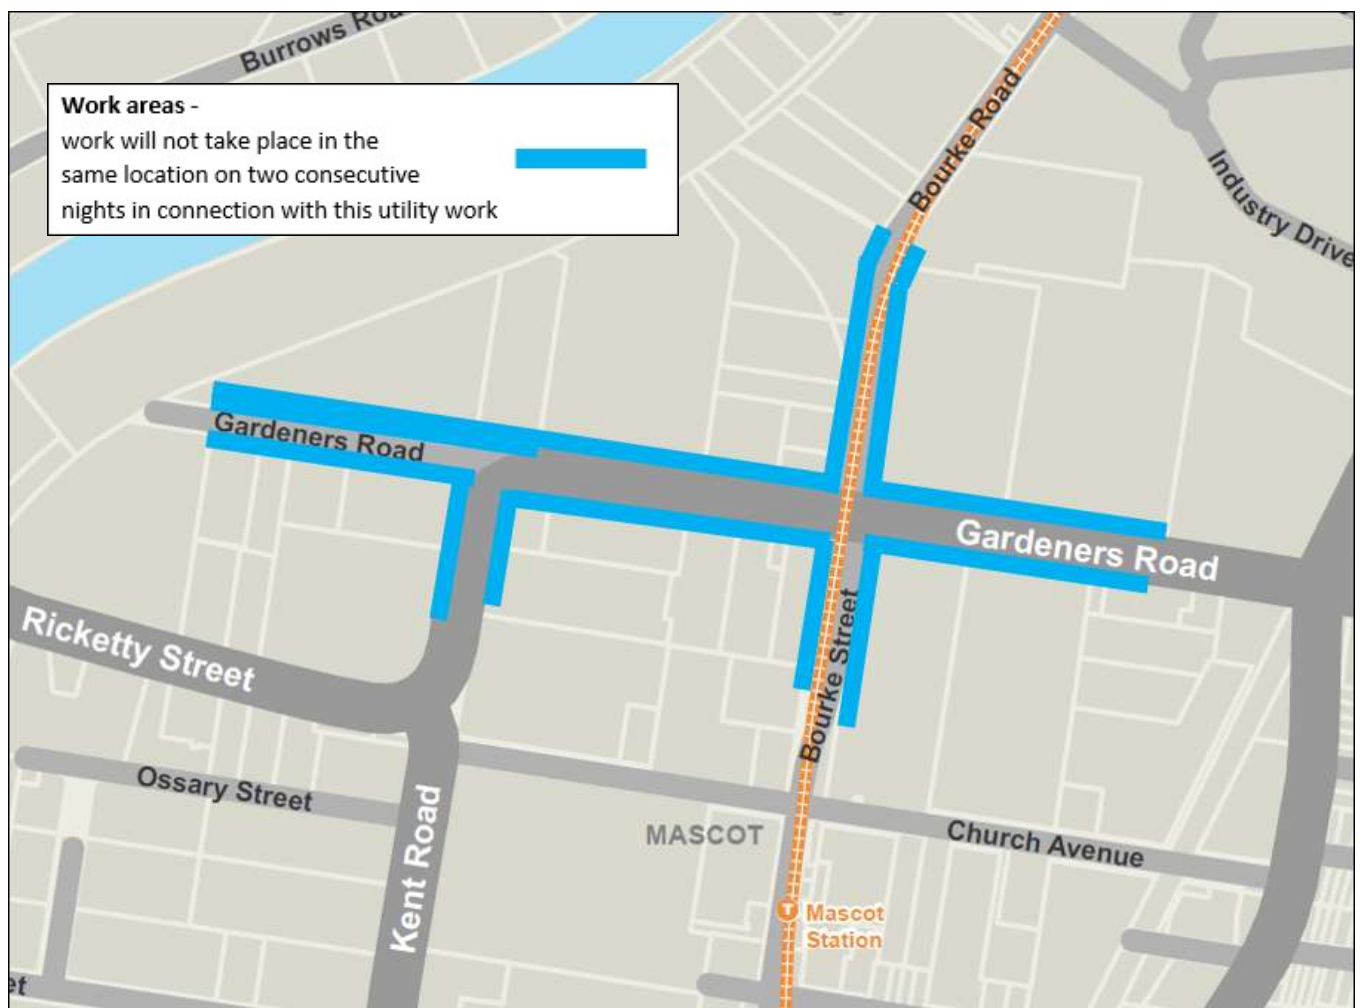 Burrows Road
Work areas -
work will not take place in the
same location on two consecutive
nights in connection with this utility work
Bourke Road
Industry Drive
Gardeners Road
Gardeners Road
Ricketty Street
Bourke Street
Ossary Street
MASCOT
Church Avenue
Kent Road
Mascot
Station